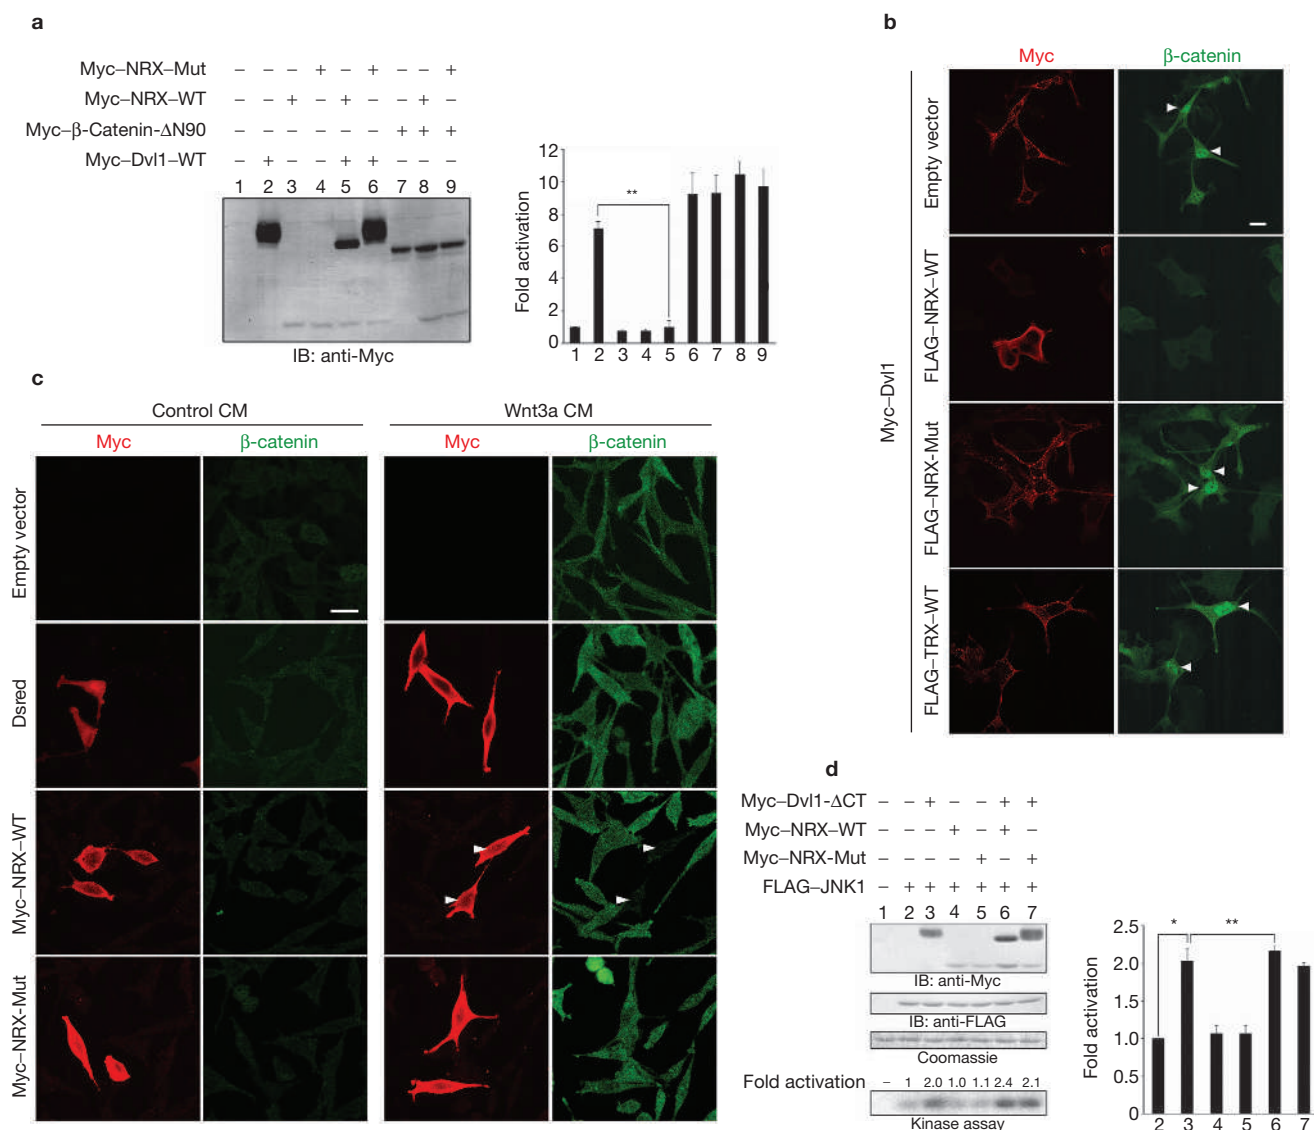 a
Myc–NRX–Mut – – – + – + – – +
Myc–NRX–WT – – + – + – – + –
Myc–β-Catenin-ΔN90 – – – – – – + + +
Myc–Dvl1–WT – + – – + + – – –
1 2 3 4 5 6 7 8 9
IB: anti-Myc
Fold activation
12
10
8
6
4
2
0
**
1 2 3 4 5 6 7 8 9
b
Myc β-catenin
Myc–Dvl1
Empty vector
FLAG–NRX–WT
FLAG–NRX-Mut
FLAG–TRX–WT
c
Control CM Wnt3a CM
Myc β-catenin Myc β-catenin
Empty vector
Dsred
Myc–NRX–WT
Myc–NRX-Mut
d
Myc–Dvl1-ΔCT – – + – – + +
Myc–NRX–WT – – – + – + –
Myc–NRX-Mut – – – – + – +
FLAG–JNK1 – + + + + + +
1 2 3 4 5 6 7
IB: anti-Myc
IB: anti-FLAG
Coomassie
Fold activation – 1 2.0 1.0 1.1 2.4 2.1
Kinase assay
Fold activation
2.5
2.0
1.5
1.0
0.5
0
* **
2 3 4 5 6 7